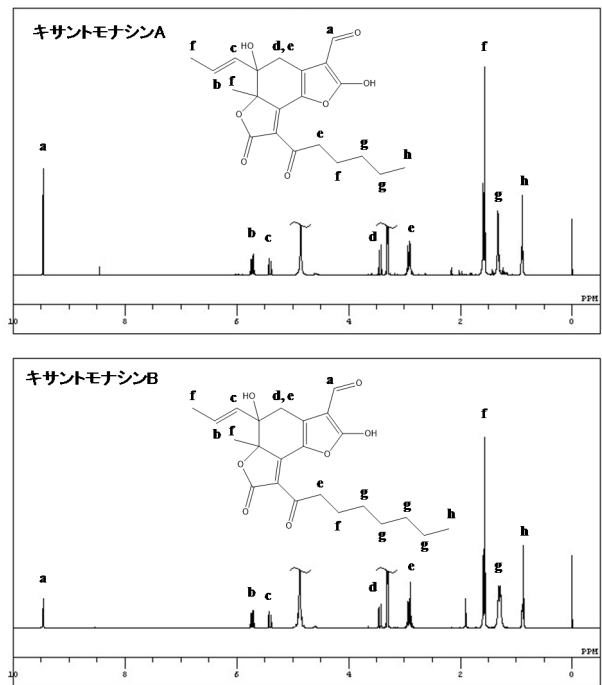 キサントモナシンA
a
HO
O
f
c
d, e
f
b
f
OH
O
O
e
g
O
O
h
f
g
a
f
g
h
b
c
d
e
PPM
10
8
6
4
2
0
キサントモナシンB
a
HO
O
f
c
d, e
f
b
f
OH
O
O
e
g
g
O
O
h
f
g
g
a
f
g
h
b
c
d
e
PPM
10
8
6
4
2
0